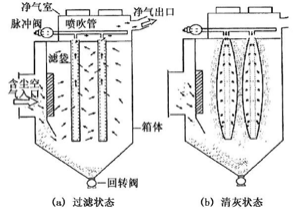 净气室
净气出口
脉冲阀
喷吹管
滤袋
含尘空
气入口
箱体
回转阀
(a) 过滤状态
(b) 清灰状态